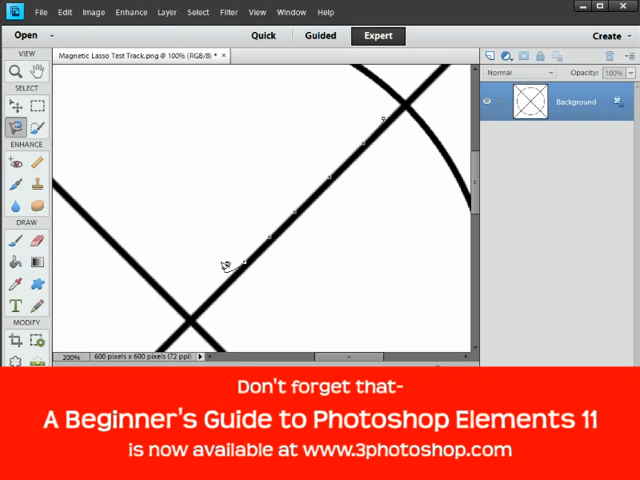 File Edit Image Enhance Layer Select Filter View Window Help
Open Quick Guided Expert Create
VIEW
Magnetic Lasso Test Track.png @ 100% (RGB/8) * ×
Normal Opacity: 100%
SELECT
Background
ENHANCE
DRAW
T
MODIFY
200% 600 pixels x 600 pixels (72 ppi)
Don't forget that-
A Beginner's Guide to Photoshop Elements 11
is now available at www.3photoshop.com